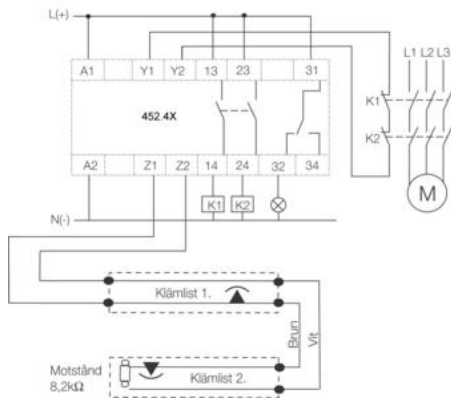 L(+)
L1 L2 L3
A1 Y1 Y2 13 23 31
452.4X
K1
K2
A2 Z1 Z2 14 24 32 34
K1 K2
M
N(-)
Klämlist 1.
Brun
Vit
Motstånd
8,2kΩ
Klämlist 2.